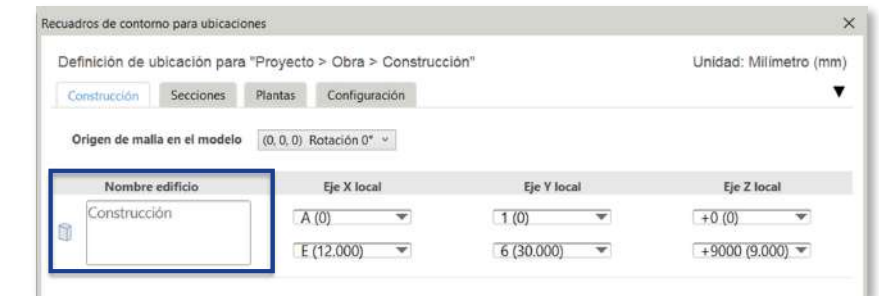 Recuadros de contorno para ubicaciones
Definición de ubicación para "Proyecto > Obra > Construcción" Unidad: Milímetro (mm)
Construcción Secciones Plantas Configuración
Origen de malla en el modelo (0, 0, 0) Rotación 0°
Nombre edificio Eje X local Eje Y local Eje Z local
Construcción A (0) 1 (0) +0 (0)
E (12.000) 6 (30.000) +9000 (9.000)